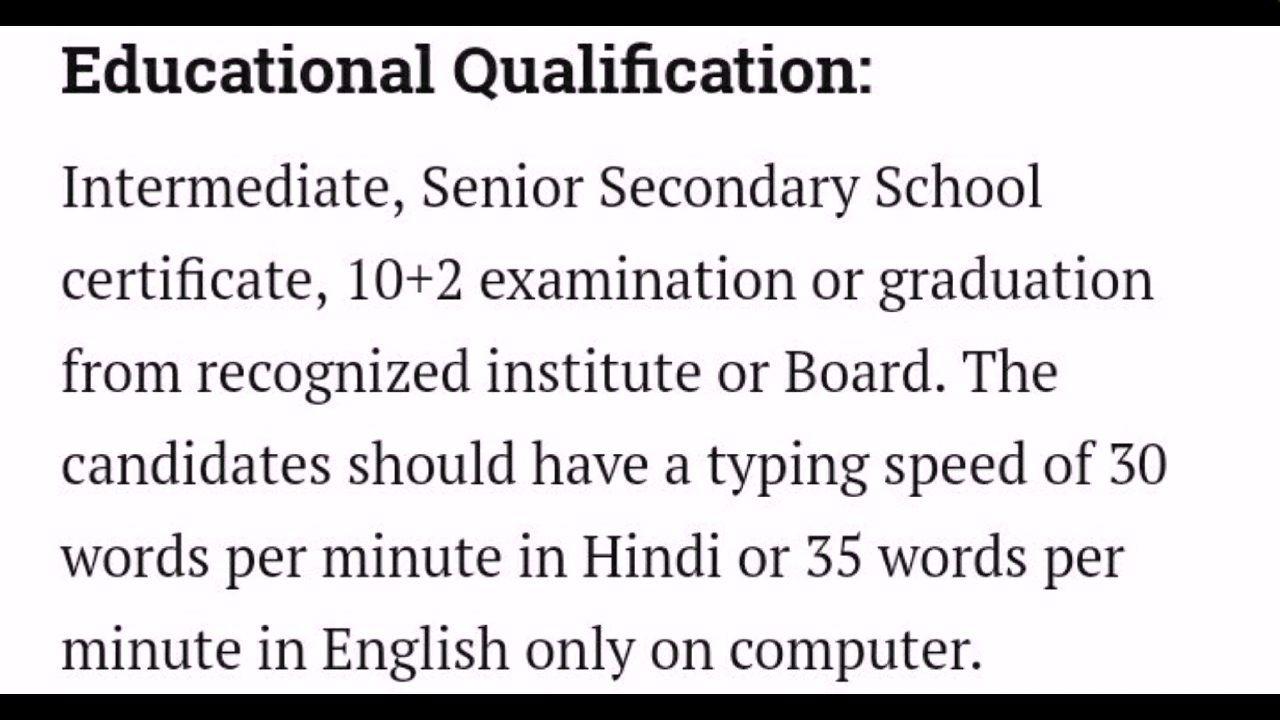 Educational Qualification:
Intermediate, Senior Secondary School
certificate, 10+2 examination or graduation
from recognized institute or Board. The
candidates should have a typing speed of 30
words per minute in Hindi or 35 words per
minute in English only on computer.